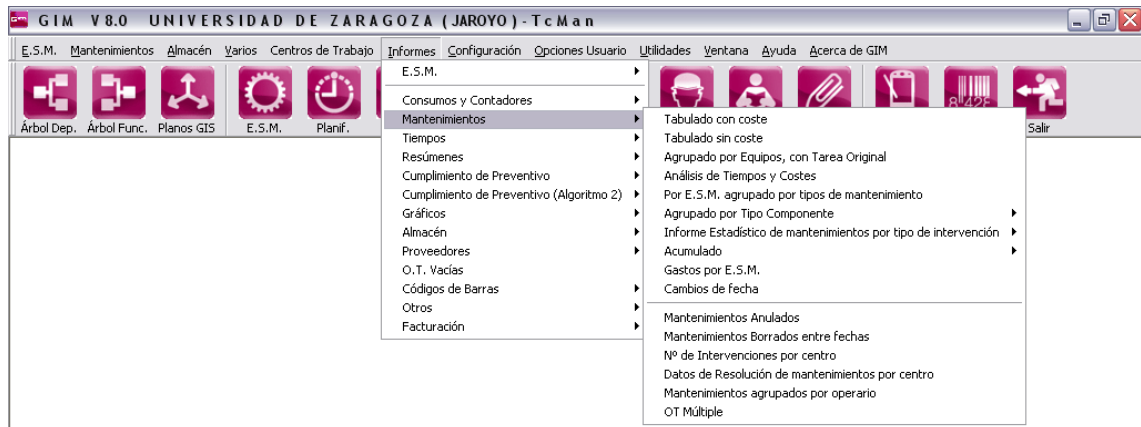 GIM V8.0 UNIVERSIDAD DE ZARAGOZA (JAROYO)-TcMan
E.S.M. Mantenimientos Almacén Varios Centros de Trabajo Informes Configuración Opciones Usuario Utilidades Ventana Ayuda Acerca de GIM
Árbol Dep. Árbol Func. Planos GIS E.S.M. Planif. Salir
E.S.M.
Consumos y Contadores
Mantenimientos
Tiempos
Resúmenes
Cumplimiento de Preventivo
Cumplimiento de Preventivo (Algoritmo 2)
Gráficos
Almacén
Proveedores
O.T. Vacías
Códigos de Barras
Otros
Facturación
Tabulado con coste
Tabulado sin coste
Agrupado por Equipos, con Tarea Original
Análisis de Tiempos y Costes
Por E.S.M. agrupado por tipos de mantenimiento
Agrupado por Tipo Componente
Informe Estadístico de mantenimientos por tipo de intervención
Acumulado
Gastos por E.S.M.
Cambios de fecha
Mantenimientos Anulados
Mantenimientos Borrados entre fechas
Nº de Intervenciones por centro
Datos de Resolución de mantenimientos por centro
Mantenimientos agrupados por operario
OT Múltiple